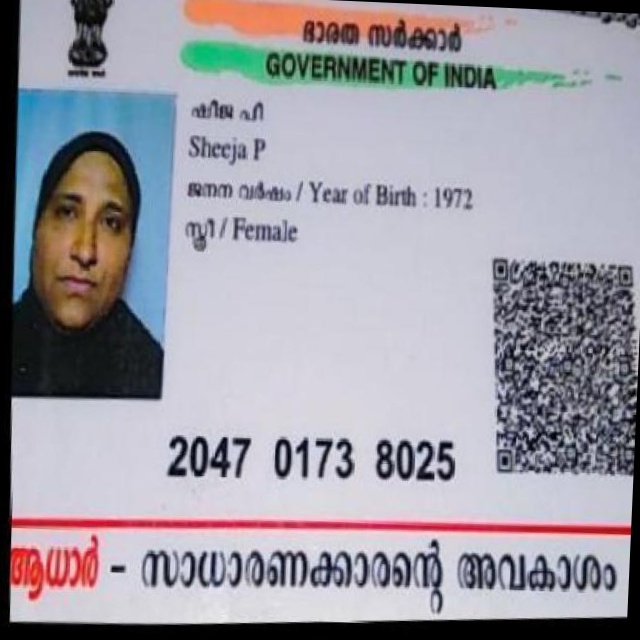 ഭാരത സർക്കാർ
GOVERNMENT OF INDIA
ഷീജ പി
Sheeja P
ജനന വർഷം / Year of Birth : 1972
സ്ത്രീ / Female
2047 0173 8025
ആധാർ - സാധാരണക്കാരന്റെ അവകാശം